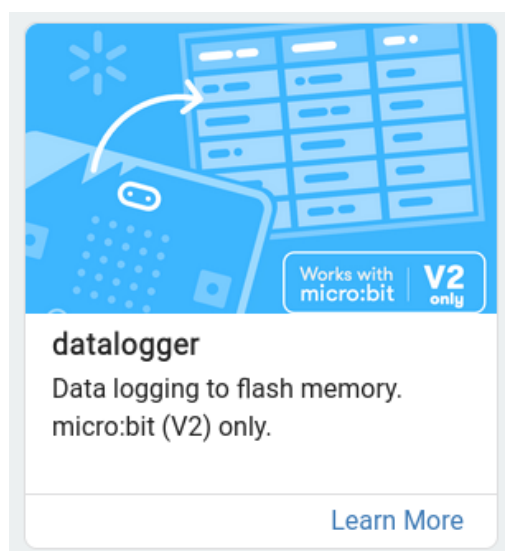 Works with
micro:bit
V2
only
datalogger
Data logging to flash memory.
micro:bit (V2) only.
Learn More